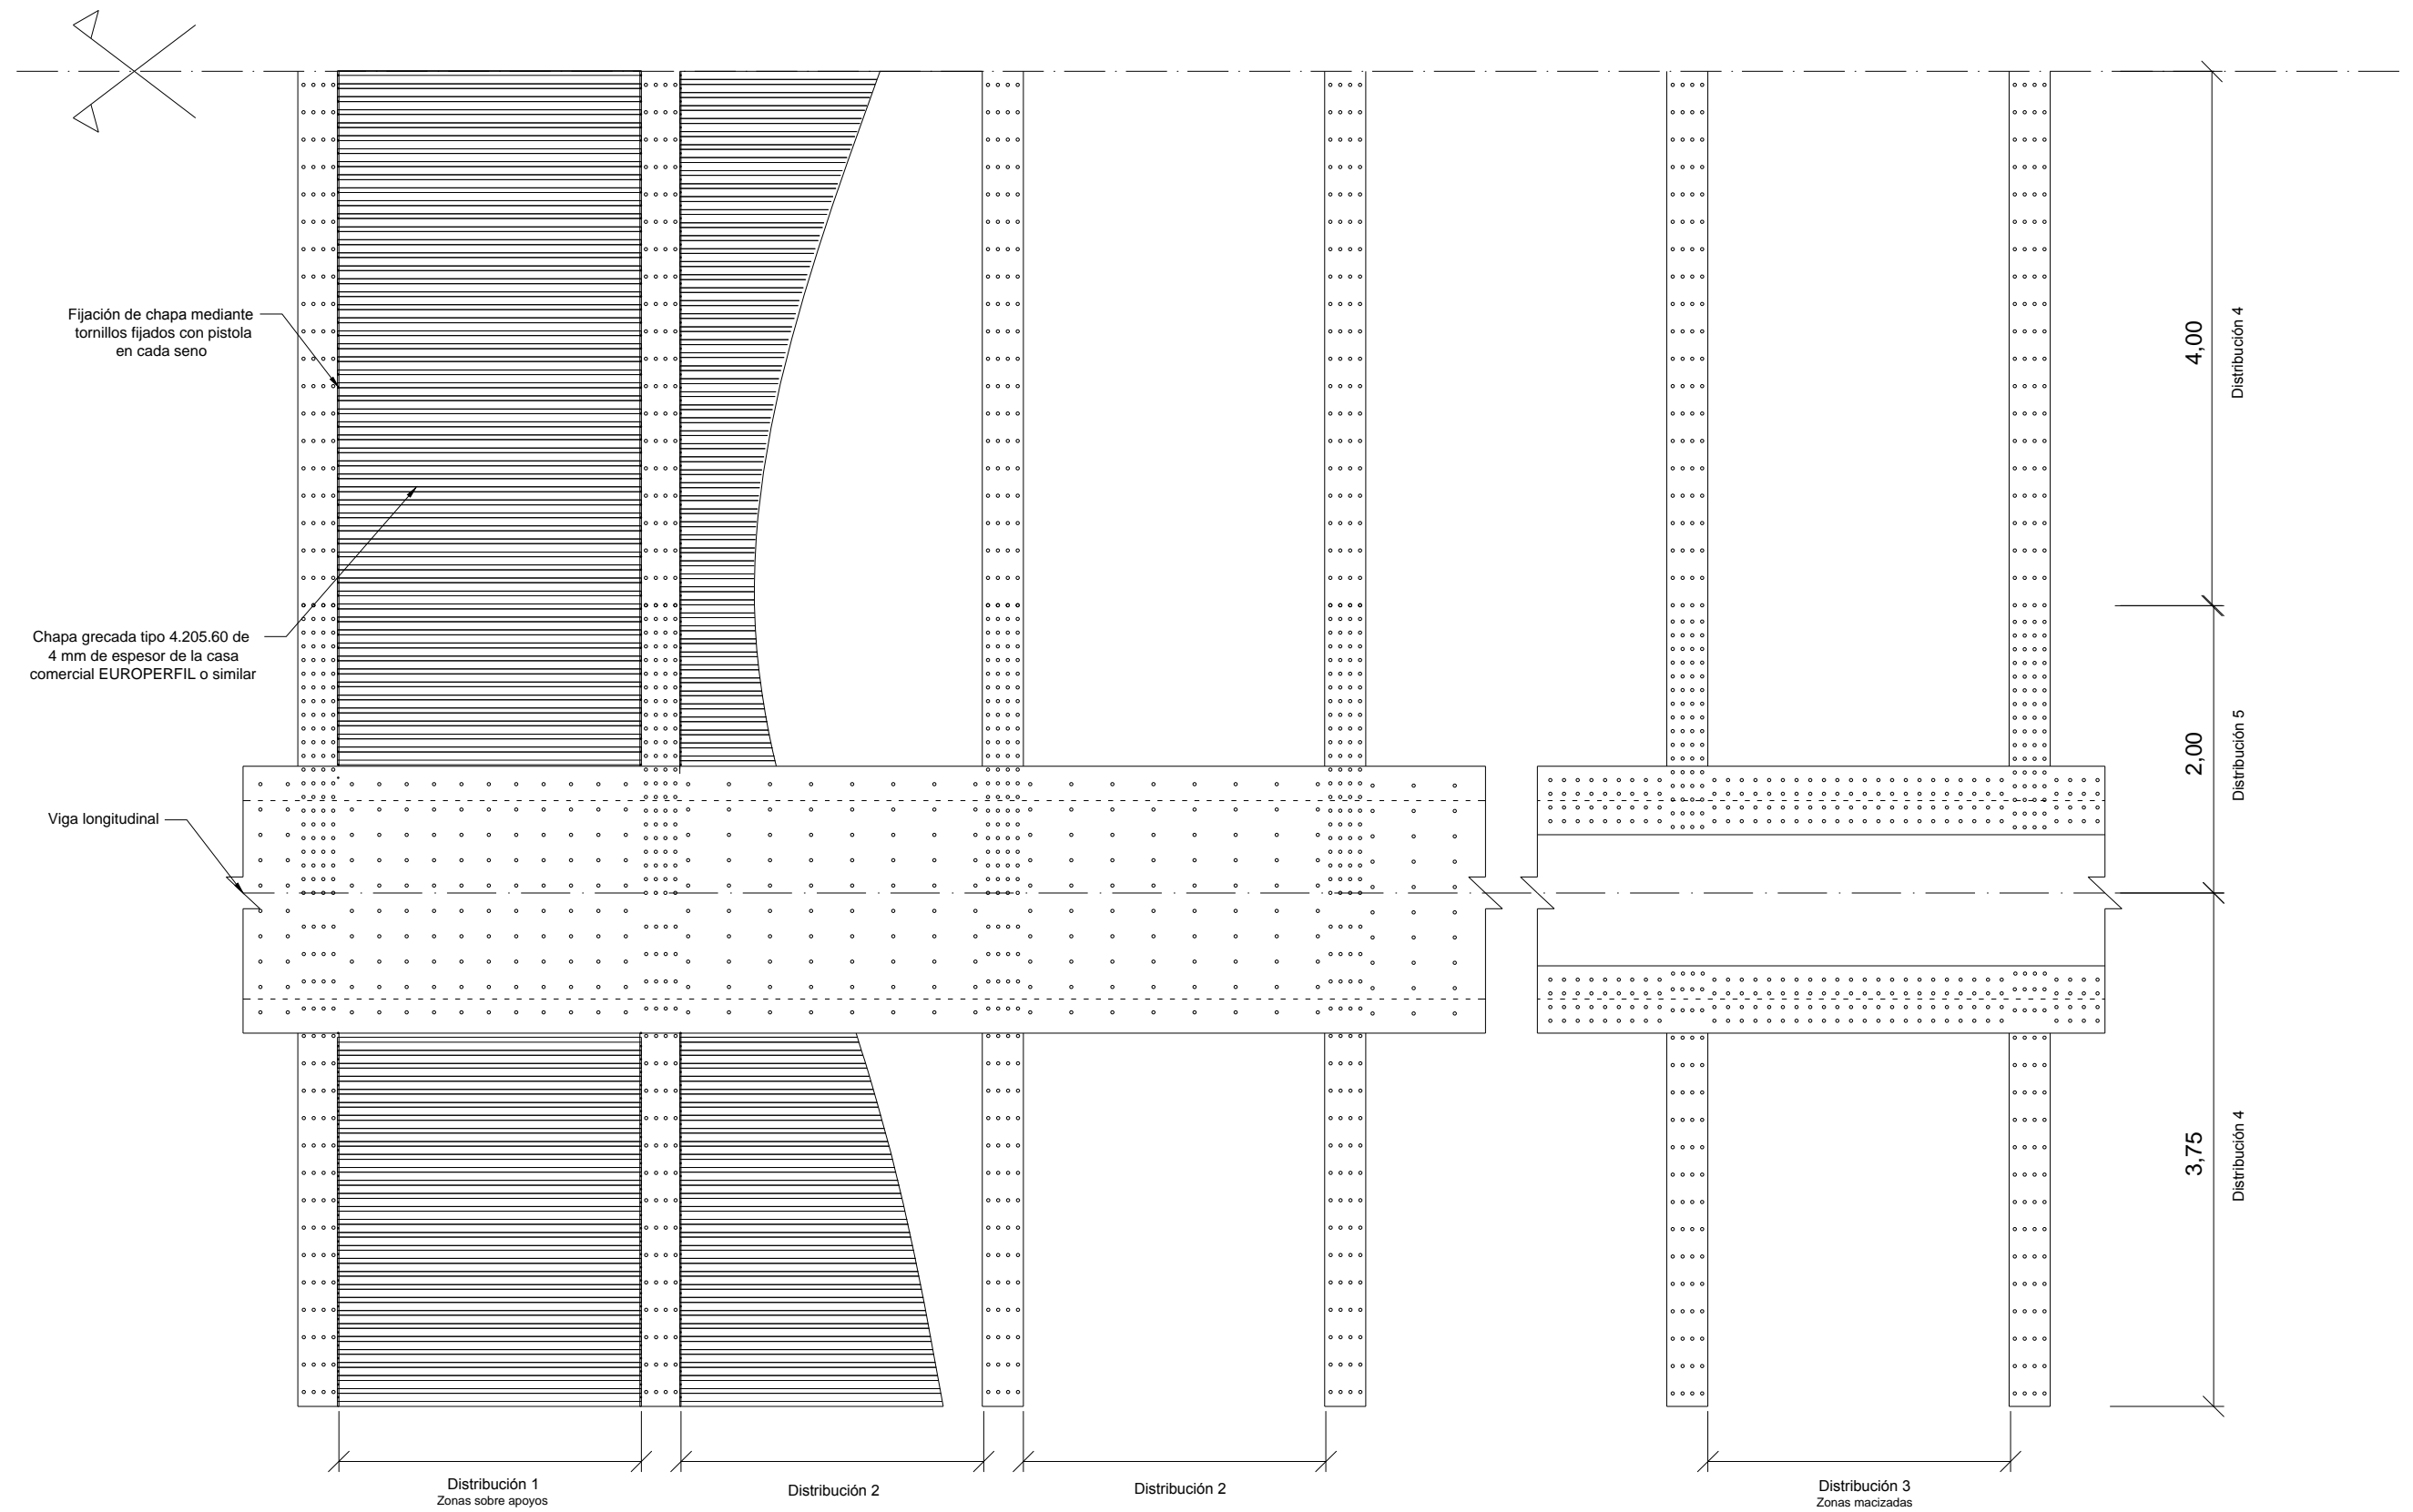 Fijación de chapa mediante
tornillos fijados con pistola
en cada seno
4,00
Distribución 4
Chapa grecada tipo 4.205.60 de
4 mm de espesor de la casa
comercial EUROPERFIL o similar
2,00
Distribución 5
Viga longitudinal
3,75
Distribución 4
Distribución 1
Zonas sobre apoyos
Distribución 2
Distribución 2
Distribución 3
Zonas macizadas